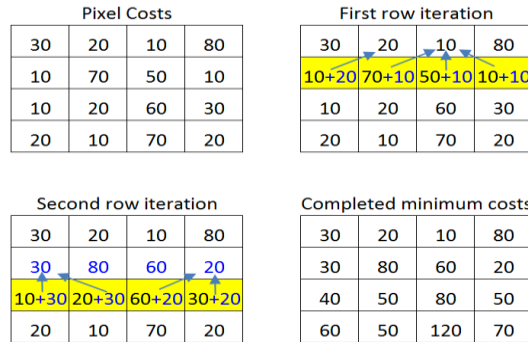 Pixel Costs
30 20 10 80
10 70 50 10
10 20 60 30
20 10 70 20
First row iteration
30 20 10 80
10+20 70+10 50+10 10+10
10 20 60 30
20 10 70 20
Second row iteration
30 20 10 80
30 80 60 20
10+30 20+30 60+20 30+20
20 10 70 20
Completed minimum costs
30 20 10 80
30 80 60 20
40 50 80 50
60 50 120 70